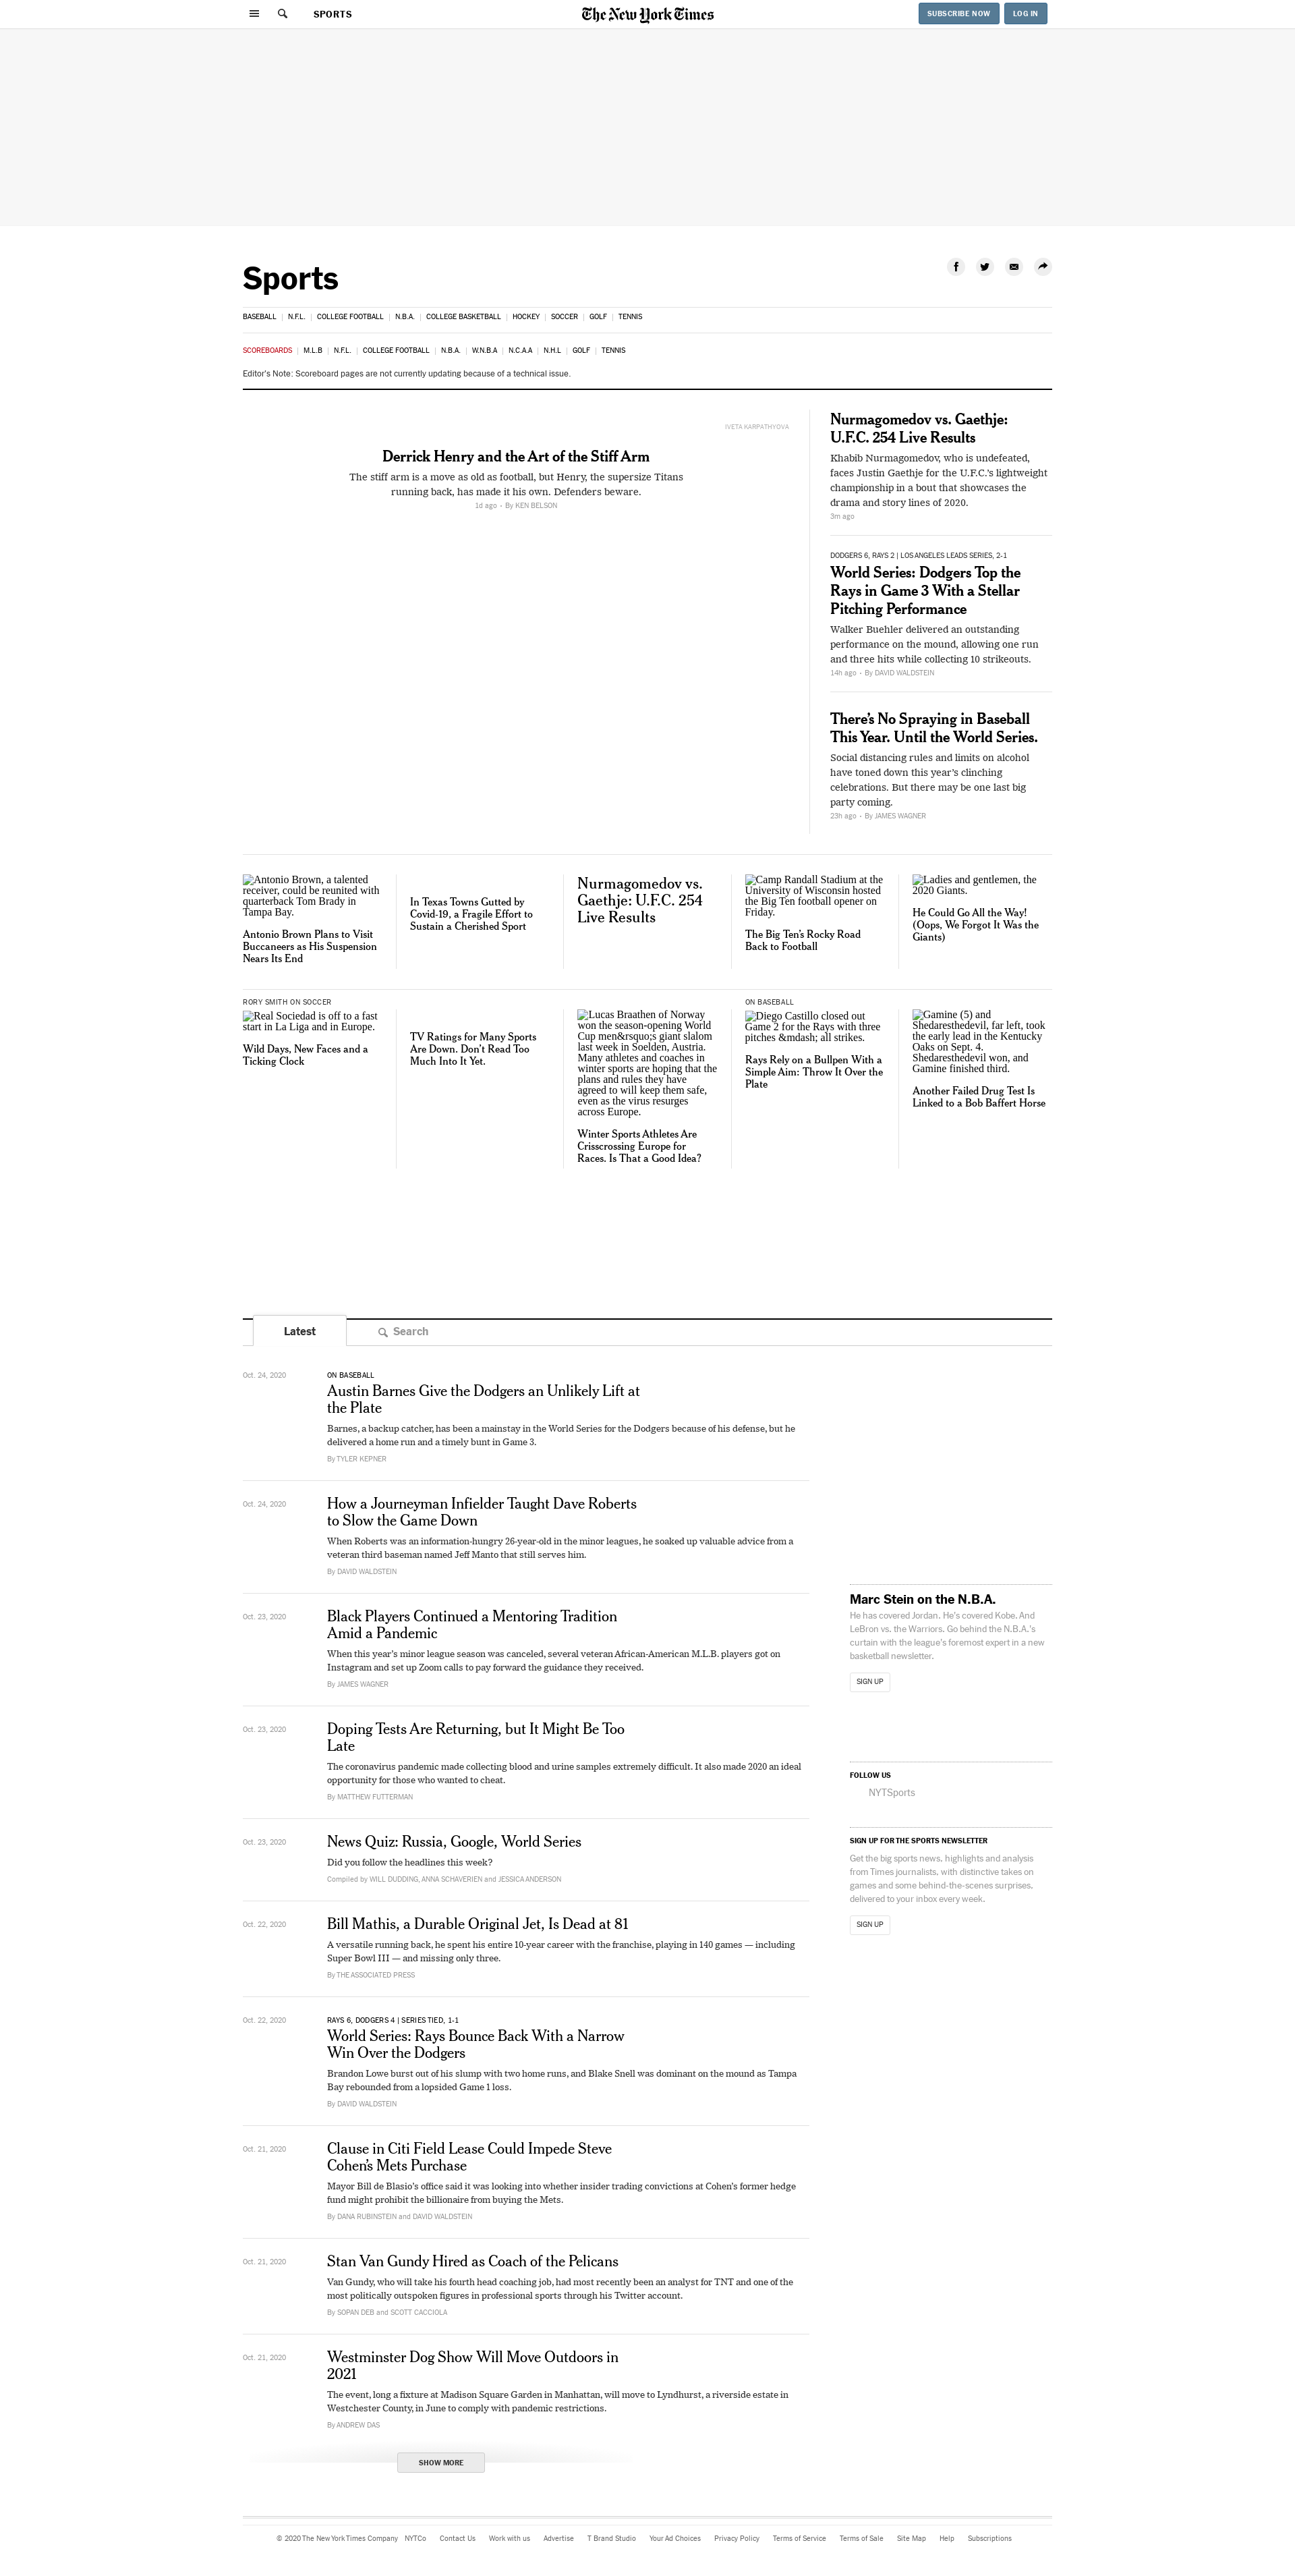 SPORTS
The New York Times
SUBSCRIBE NOW
LOG IN
Sports
BASEBALL | N.F.L. | COLLEGE FOOTBALL | N.B.A. | COLLEGE BASKETBALL | HOCKEY | SOCCER | GOLF | TENNIS
SCOREBOARDS | M.L.B | N.F.L. | COLLEGE FOOTBALL | N.B.A. | W.N.B.A | N.C.A.A | N.H.L | GOLF | TENNIS
Editor's Note: Scoreboard pages are not currently updating because of a technical issue.
IVETA KARPATHYOVA
Derrick Henry and the Art of the Stiff Arm
The stiff arm is a move as old as football, but Henry, the supersize Titans
running back, has made it his own. Defenders beware.
1d ago • By KEN BELSON
Nurmagomedov vs. Gaethje:
U.F.C. 254 Live Results
Khabib Nurmagomedov, who is undefeated,
faces Justin Gaethje for the U.F.C.'s lightweight
championship in a bout that showcases the
drama and story lines of 2020.
3m ago
DODGERS 6, RAYS 2 | LOS ANGELES LEADS SERIES, 2-1
World Series: Dodgers Top the
Rays in Game 3 With a Stellar
Pitching Performance
Walker Buehler delivered an outstanding
performance on the mound, allowing one run
and three hits while collecting 10 strikeouts.
14h ago • By DAVID WALDSTEIN
There's No Spraying in Baseball
This Year. Until the World Series.
Social distancing rules and limits on alcohol
have toned down this year's clinching
celebrations. But there may be one last big
party coming.
23h ago • By JAMES WAGNER
Antonio Brown, a talented
receiver, could be reunited with
quarterback Tom Brady in
Tampa Bay.
Antonio Brown Plans to Visit
Buccaneers as His Suspension
Nears Its End
In Texas Towns Gutted by
Covid-19, a Fragile Effort to
Sustain a Cherished Sport
Nurmagomedov vs.
Gaethje: U.F.C. 254
Live Results
Camp Randall Stadium at the
University of Wisconsin hosted
the Big Ten football opener on
Friday.
The Big Ten's Rocky Road
Back to Football
Ladies and gentlemen, the
2020 Giants.
He Could Go All the Way!
(Oops, We Forgot It Was the
Giants)
RORY SMITH ON SOCCER
Real Sociedad is off to a fast
start in La Liga and in Europe.
Wild Days, New Faces and a
Ticking Clock
TV Ratings for Many Sports
Are Down. Don't Read Too
Much Into It Yet.
Lucas Braathen of Norway
won the season-opening World
Cup men&rsquo;s giant slalom
last week in Soelden, Austria.
Many athletes and coaches in
winter sports are hoping that the
plans and rules they have
agreed to will keep them safe,
even as the virus resurges
across Europe.
Winter Sports Athletes Are
Crisscrossing Europe for
Races. Is That a Good Idea?
ON BASEBALL
Diego Castillo closed out
Game 2 for the Rays with three
pitches &mdash; all strikes.
Rays Rely on a Bullpen With a
Simple Aim: Throw It Over the
Plate
Gamine (5) and
Shedaresthedevil, far left, took
the early lead in the Kentucky
Oaks on Sept. 4.
Shedaresthedevil won, and
Gamine finished third.
Another Failed Drug Test Is
Linked to a Bob Baffert Horse
Latest
Search
Oct. 24, 2020
ON BASEBALL
Austin Barnes Give the Dodgers an Unlikely Lift at
the Plate
Barnes, a backup catcher, has been a mainstay in the World Series for the Dodgers because of his defense, but he
delivered a home run and a timely bunt in Game 3.
By TYLER KEPNER
Oct. 24, 2020
How a Journeyman Infielder Taught Dave Roberts
to Slow the Game Down
When Roberts was an information-hungry 26-year-old in the minor leagues, he soaked up valuable advice from a
veteran third baseman named Jeff Manto that still serves him.
By DAVID WALDSTEIN
Oct. 23, 2020
Black Players Continued a Mentoring Tradition
Amid a Pandemic
When this year's minor league season was canceled, several veteran African-American M.L.B. players got on
Instagram and set up Zoom calls to pay forward the guidance they received.
By JAMES WAGNER
Oct. 23, 2020
Doping Tests Are Returning, but It Might Be Too
Late
The coronavirus pandemic made collecting blood and urine samples extremely difficult. It also made 2020 an ideal
opportunity for those who wanted to cheat.
By MATTHEW FUTTERMAN
Oct. 23, 2020
News Quiz: Russia, Google, World Series
Did you follow the headlines this week?
Compiled by WILL DUDDING, ANNA SCHAVERIEN and JESSICA ANDERSON
Oct. 22, 2020
Bill Mathis, a Durable Original Jet, Is Dead at 81
A versatile running back, he spent his entire 10-year career with the franchise, playing in 140 games — including
Super Bowl III — and missing only three.
By THE ASSOCIATED PRESS
Oct. 22, 2020
RAYS 6, DODGERS 4 | SERIES TIED, 1-1
World Series: Rays Bounce Back With a Narrow
Win Over the Dodgers
Brandon Lowe burst out of his slump with two home runs, and Blake Snell was dominant on the mound as Tampa
Bay rebounded from a lopsided Game 1 loss.
By DAVID WALDSTEIN
Oct. 21, 2020
Clause in Citi Field Lease Could Impede Steve
Cohen's Mets Purchase
Mayor Bill de Blasio's office said it was looking into whether insider trading convictions at Cohen's former hedge
fund might prohibit the billionaire from buying the Mets.
By DANA RUBINSTEIN and DAVID WALDSTEIN
Oct. 21, 2020
Stan Van Gundy Hired as Coach of the Pelicans
Van Gundy, who will take his fourth head coaching job, had most recently been an analyst for TNT and one of the
most politically outspoken figures in professional sports through his Twitter account.
By SOPAN DEB and SCOTT CACCIOLA
Oct. 21, 2020
Westminster Dog Show Will Move Outdoors in
2021
The event, long a fixture at Madison Square Garden in Manhattan, will move to Lyndhurst, a riverside estate in
Westchester County, in June to comply with pandemic restrictions.
By ANDREW DAS
SHOW MORE
Marc Stein on the N.B.A.
He has covered Jordan. He's covered Kobe. And
LeBron vs. the Warriors. Go behind the N.B.A.'s
curtain with the league's foremost expert in a new
basketball newsletter.
SIGN UP
FOLLOW US
NYTSports
SIGN UP FOR THE SPORTS NEWSLETTER
Get the big sports news, highlights and analysis
from Times journalists, with distinctive takes on
games and some behind-the-scenes surprises,
delivered to your inbox every week.
SIGN UP
© 2020 The New York Times Company NYTCo Contact Us Work with us Advertise T Brand Studio Your Ad Choices Privacy Policy Terms of Service Terms of Sale Site Map Help Subscriptions